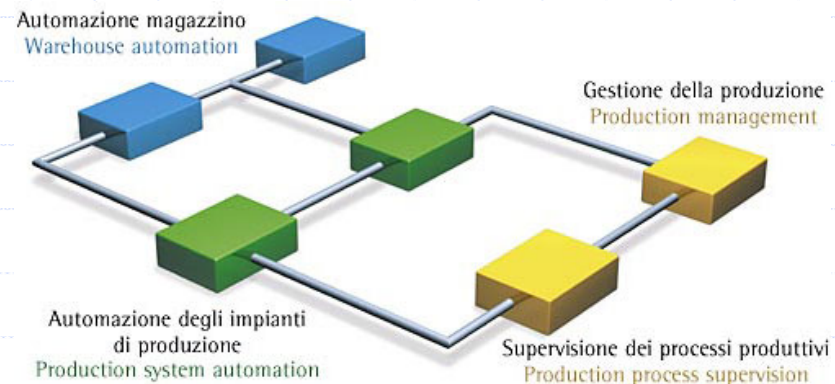 Automazione magazzino
Warehouse automation
Gestione della produzione
Production management
Automazione degli impianti
di produzione
Production system automation
Supervisione dei processi produttivi
Production process supervision